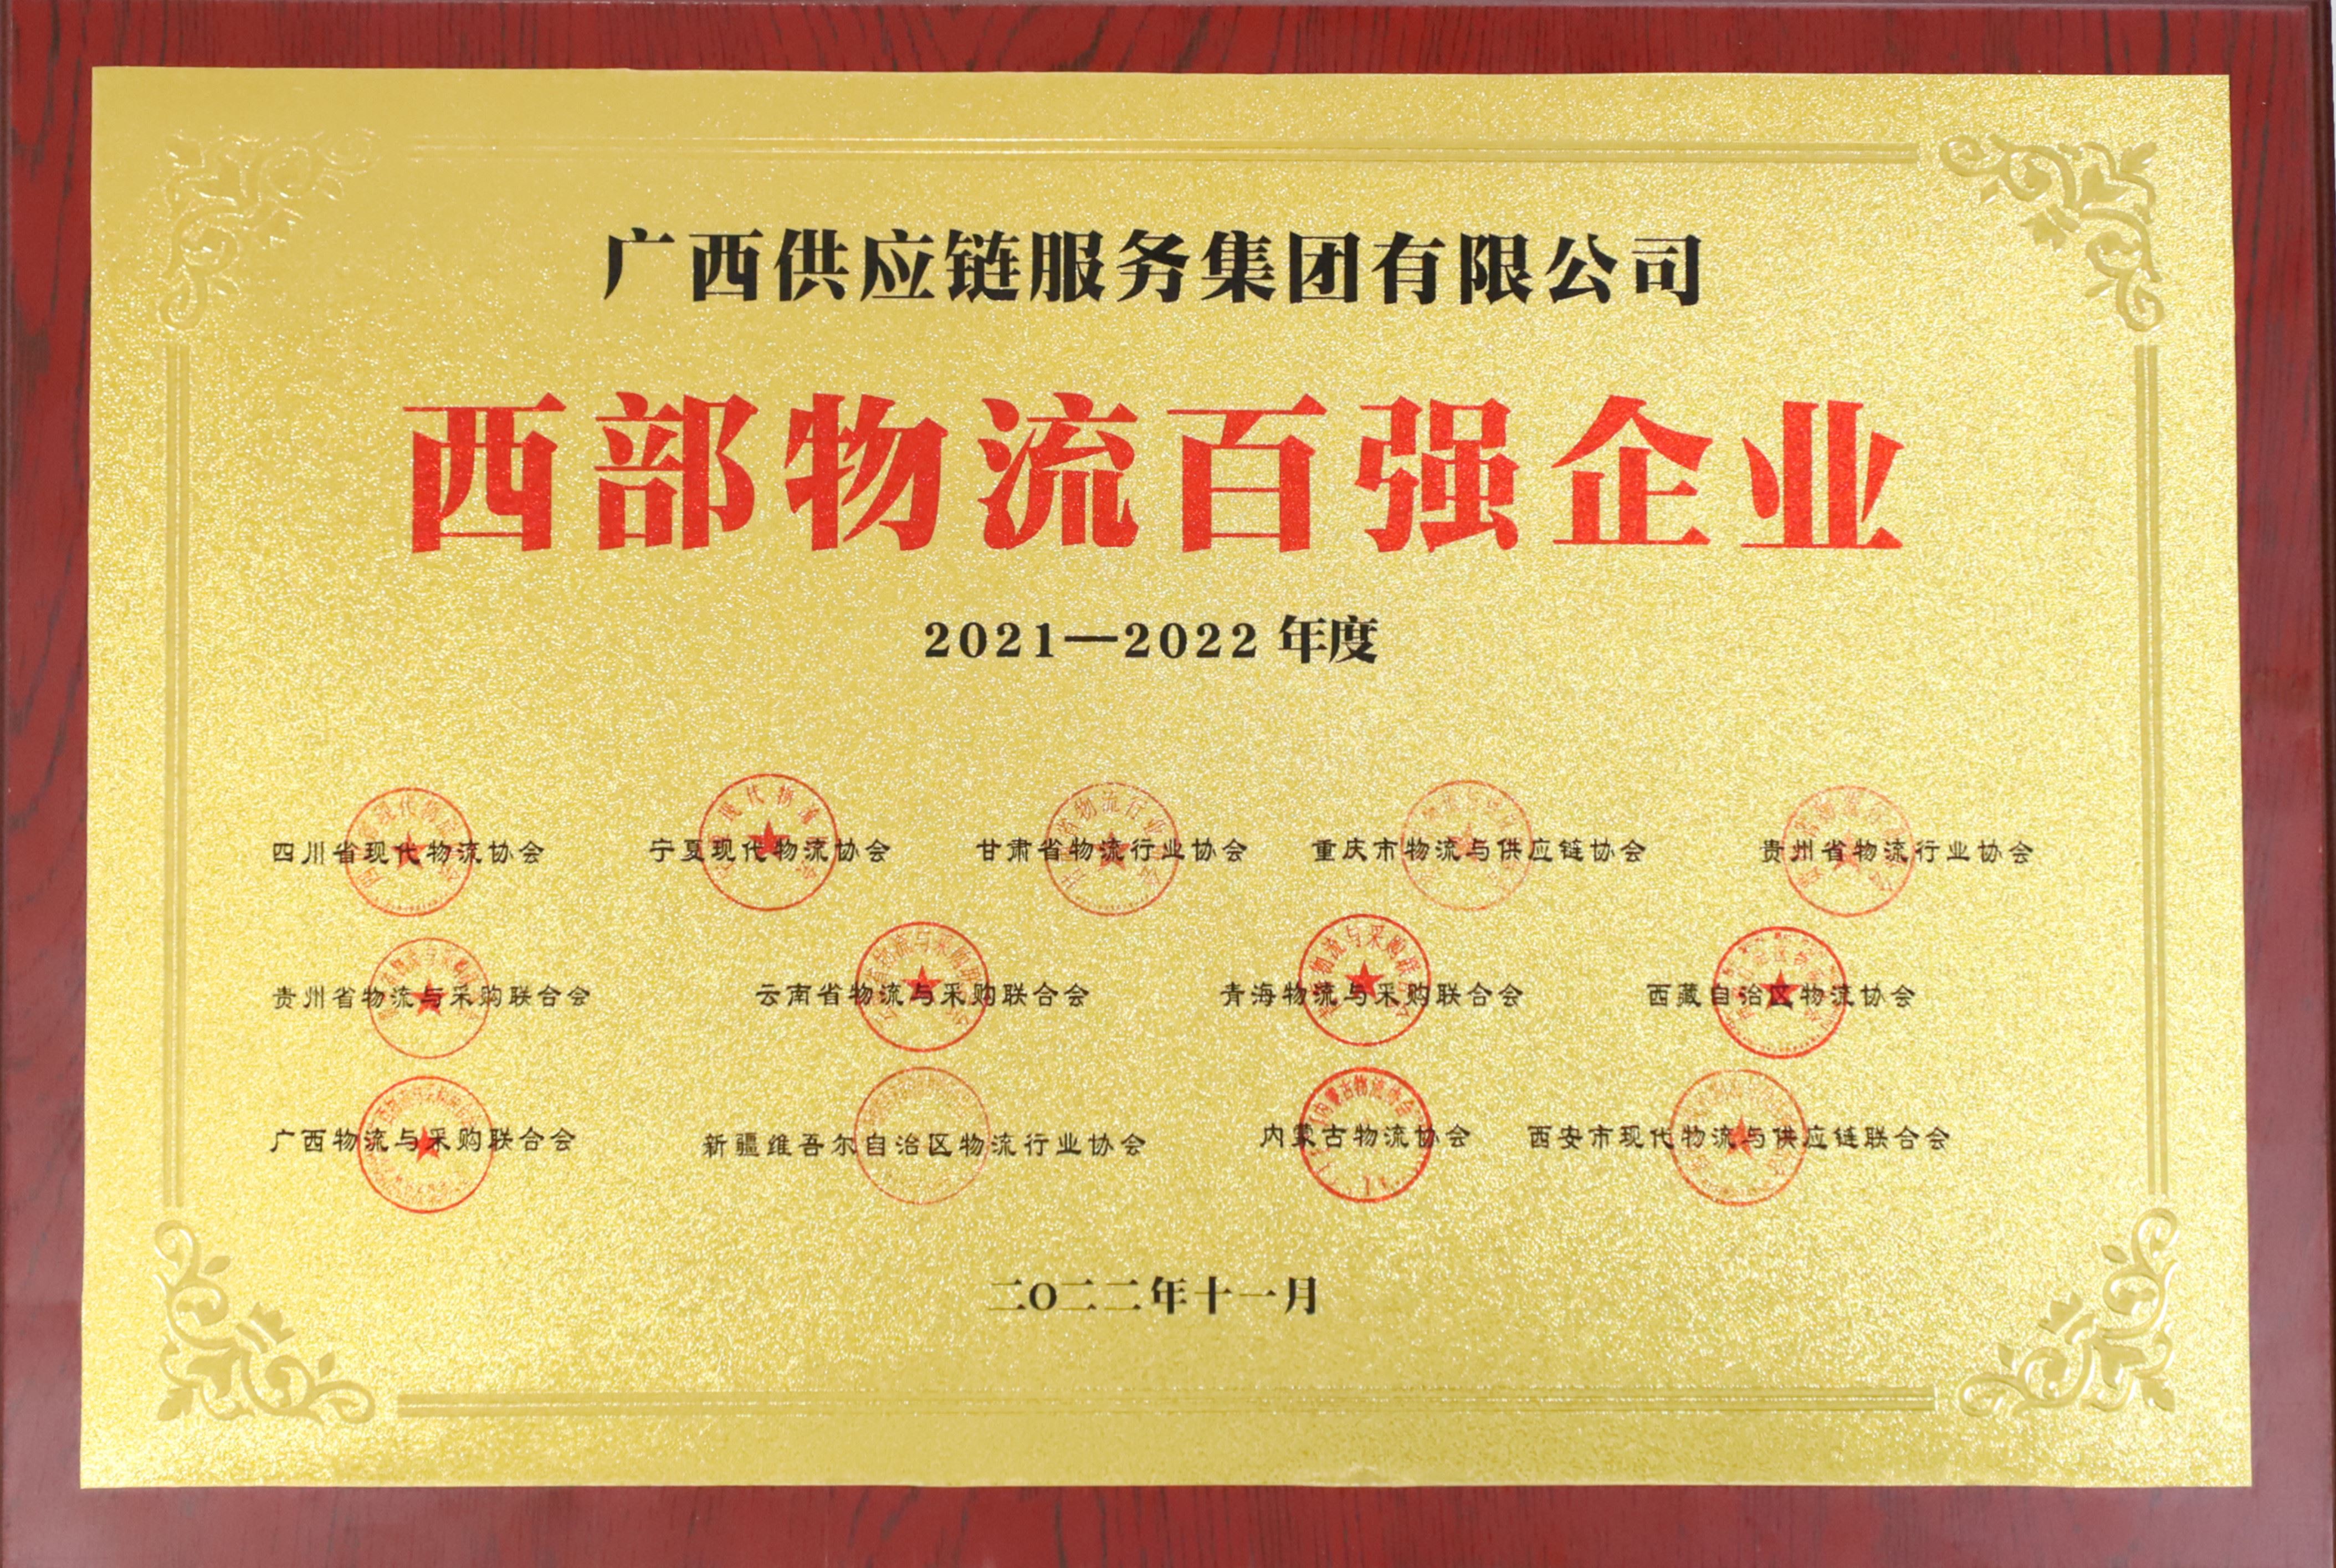 广西供应链服务集团有限公司
西部物流百强企业
2021—2022 年度
四川省现代物流协会 宁夏现代物流协会 甘肃省物流行业协会 重庆市物流与供应链协会 贵州省物流行业协会
贵州省物流与采购联合会 云南省物流与采购联合会 青海物流与采购联合会 西藏自治区物流协会
广西物流与采购联合会 新疆维吾尔自治区物流行业协会 内蒙古物流协会 西安市现代物流与供应链联合会
二O二二年十一月